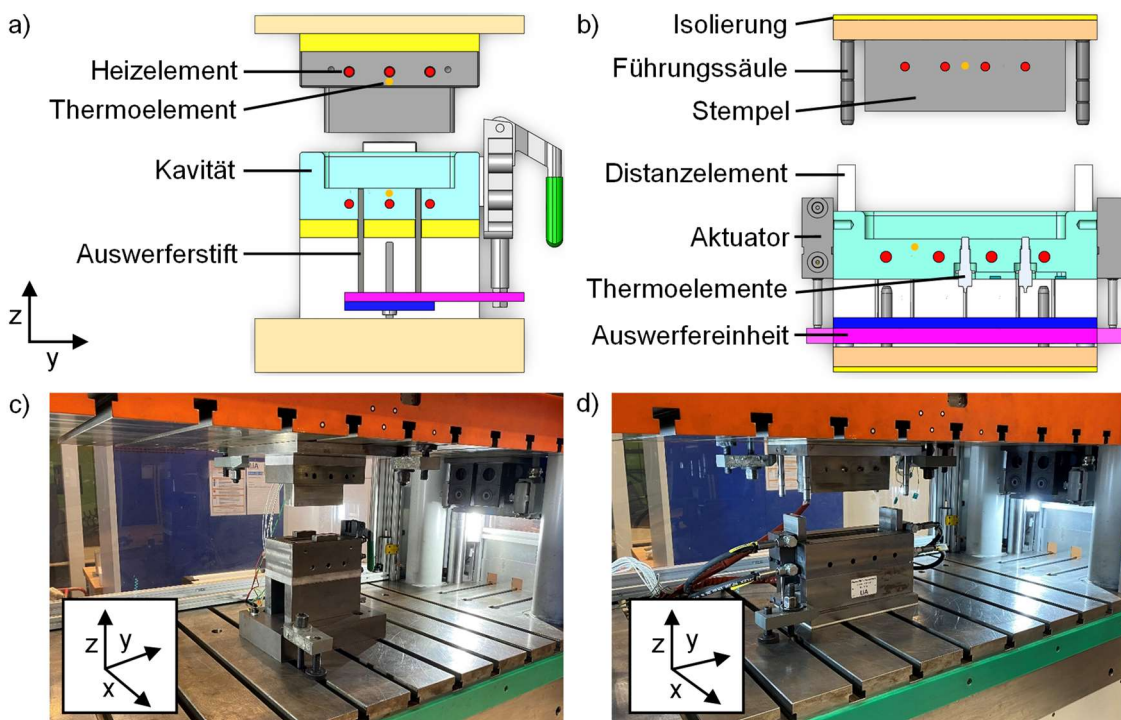 a)
Heizelement
Thermoelement
Kavität
Auswerferstift
z
y
b)
Isolierung
Führungssäule
Stempel
Distanzelement
Aktuator
Thermoelemente
Auswerfereinheit
c)
z
y
x
d)
z
y
x